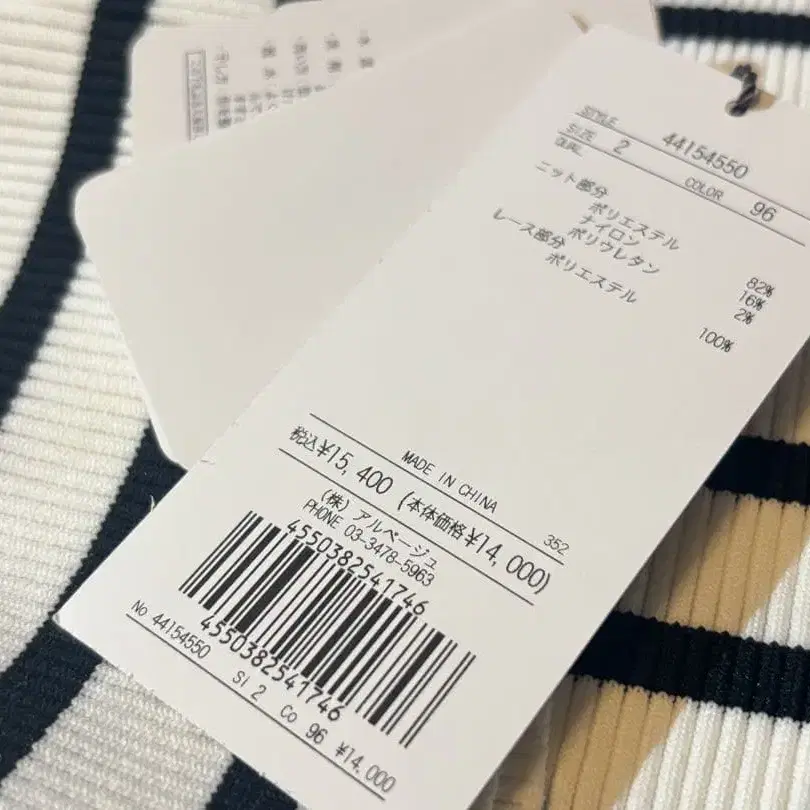 STYLE 44154550
SIZE 2 COLOR 96
QUAL
ニット部分
ポリエステル 82%
ナイロン 16%
ポリウレタン 2%
レース部分
ポリエステル 100%
MADE IN CHINA 352
税込¥15,400 (本体価格¥14,000)
(株) アルページュ
PHONE 03-3478-5963
4550382541746
4550382541746
No 44154550 Si 2 Co 96 ¥14,000